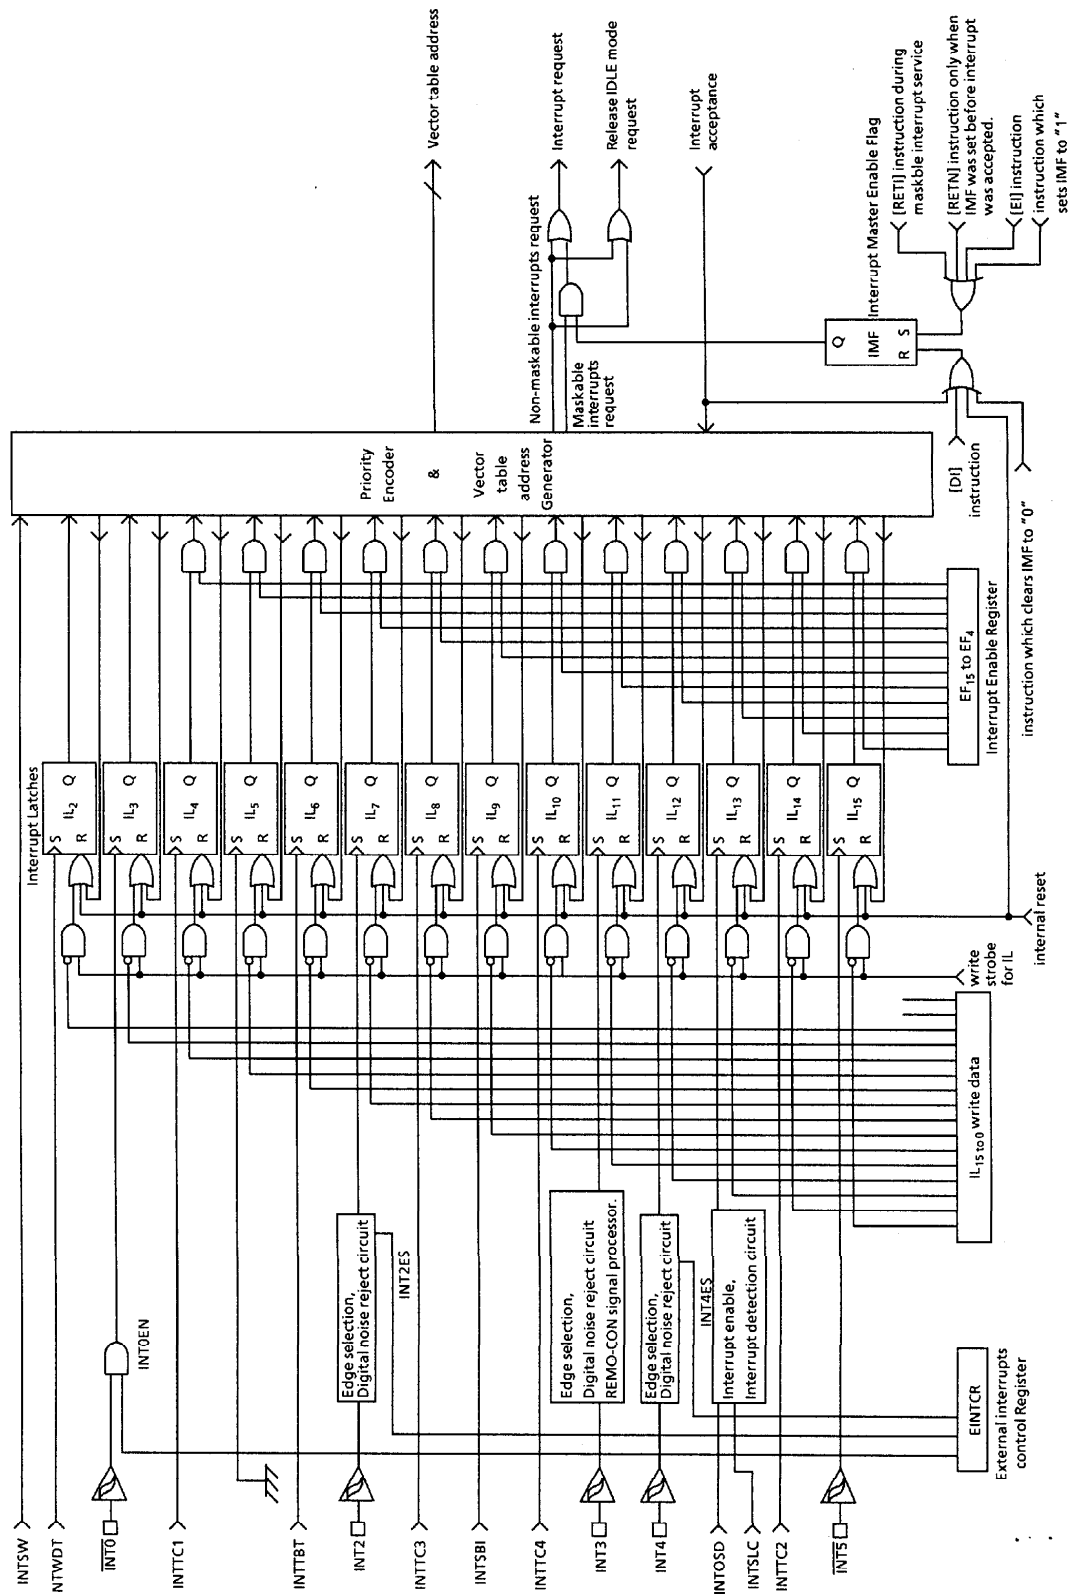 INTSW
NTWDT
INT0
INTTC1
INTTBT
INT2
INTTC3
INTSBI
INTTC4
INT3
INT4
INTOSD
INTSLC
INTTC2
INT5
INT0EN
Edge selection,
Digital noise reject circuit
INT2ES
Edge selection,
Digital noise reject circuit
REMO-CON signal processor.
Edge selection,
Digital noise reject circuit
INT4ES
Interrupt enable,
Interrupt detection circuit
EINTCR
External interrupts
control Register
IL15 to 0 write data
write
strobe
for IL
internal reset
Interrupt Latches
S IL2 Q
R
S IL3 Q
R
S IL4 Q
R
S IL5 Q
R
S IL6 Q
R
S IL7 Q
R
S IL8 Q
R
S IL9 Q
R
S IL10 Q
R
S IL11 Q
R
S IL12 Q
R
S IL13 Q
R
S IL14 Q
R
S IL15 Q
R
EF15 to EF4
Interrupt Enable Register
Priority
Encoder
&
Vector
table
address
Generator
Vector table address
Non-maskable interrupts request
Maskable
interrupts
request
Interrupt request
Release IDLE mode
request
Interrupt
acceptance
Interrupt Master Enable Flag
Q
IMF
R S
[RETI] instruction during
maskble interrupt service
[RETN] instruction only when
IMF was set before interrupt
was accepted.
[EI] instruction
instruction which
sets IMF to "1"
[DI]
instruction
instruction which clears IMF to "0"